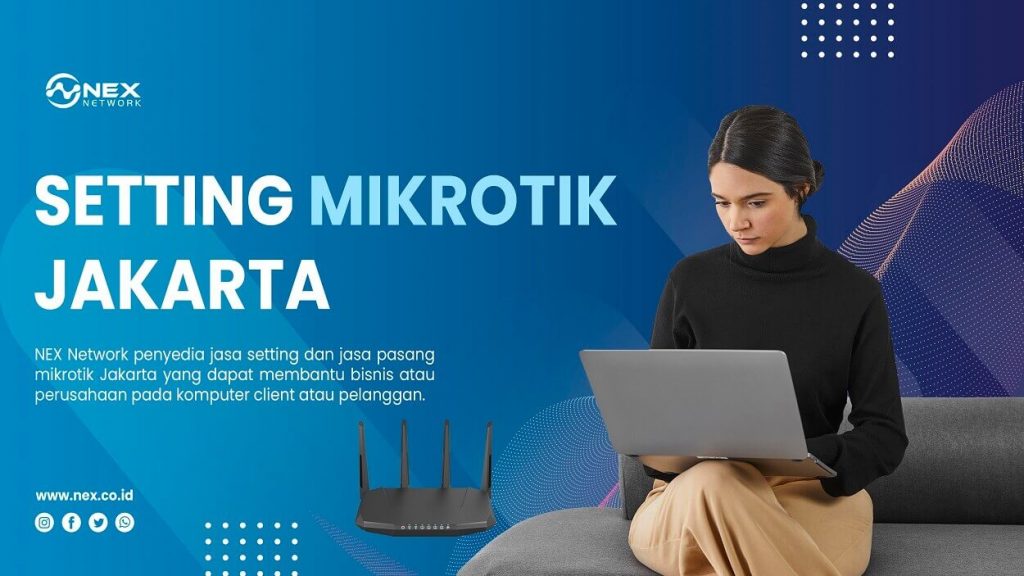 NEX
NETWORK
SETTING MIKROTIK
JAKARTA
NEX Network penyedia jasa setting dan jasa pasang
mikrotik Jakarta yang dapat membantu bisnis atau
perusahaan pada komputer client atau pelanggan.
www.nex.co.id